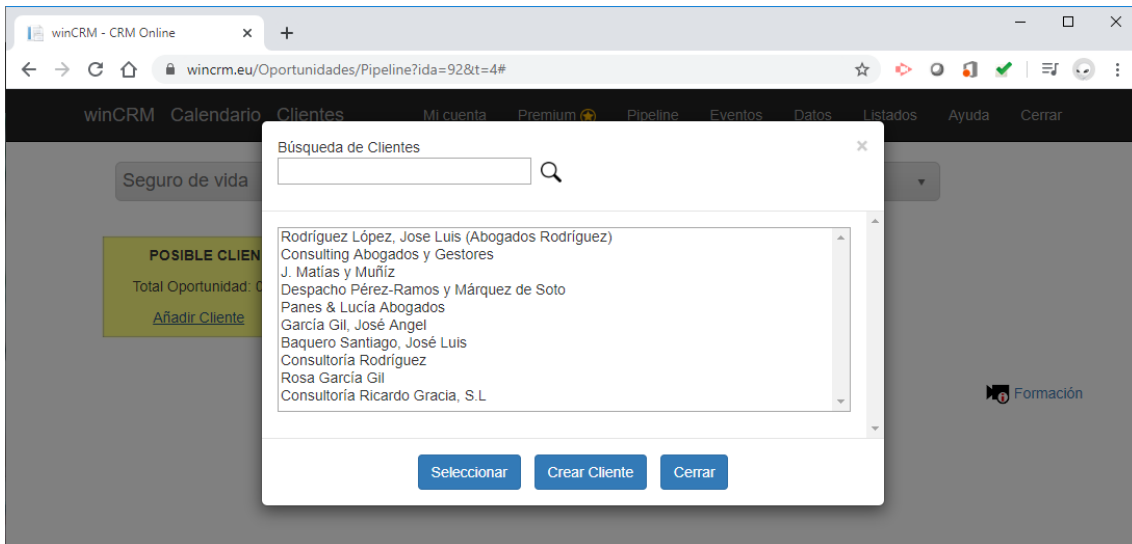 winCRM - CRM Online
wincrm.eu/Oportunidades/Pipeline?ida=92&t=4#
winCRM Calendario Clientes Mi cuenta Premium Pipeline Eventos Datos Listados Ayuda Cerrar
Búsqueda de Clientes
Seguro de vida
Rodríguez López, Jose Luis (Abogados Rodríguez)
Consulting Abogados y Gestores
J. Matías y Muñíz
Despacho Pérez-Ramos y Márquez de Soto
Panes & Lucía Abogados
García Gil, José Angel
Baquero Santiago, José Luis
Consultoría Rodríguez
Rosa García Gil
Consultoría Ricardo Gracia, S.L
POSIBLE CLIEN
Total Oportunidad: 0
Añadir Cliente
Formación
Seleccionar Crear Cliente Cerrar